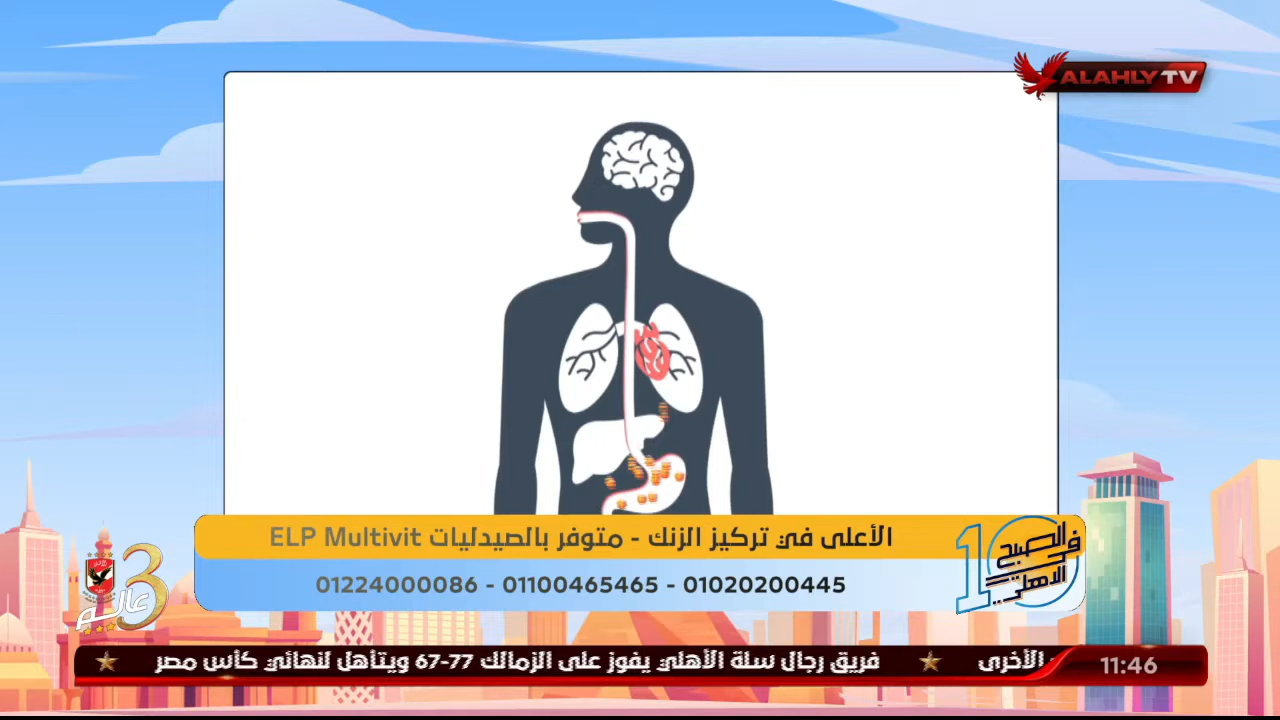 ALAHLY TV
الأعلى في تركيز الزنك - متوفر بالصيدليات ELP Multivit
01224000086 - 01100465465 - 01020200445
10 الصبح في الاهلي..
3 عالم
الأخرى ★ فريق رجال سلة الأهلي يفوز على الزمالك 77-67 ويتأهل لنهائي كأس مصر ★
11:46